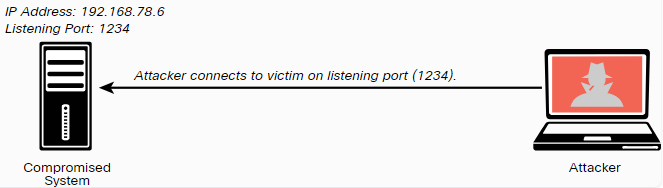 IP Address: 192.168.78.6
Listening Port: 1234
Attacker connects to victim on listening port (1234).
Compromised
System
Attacker